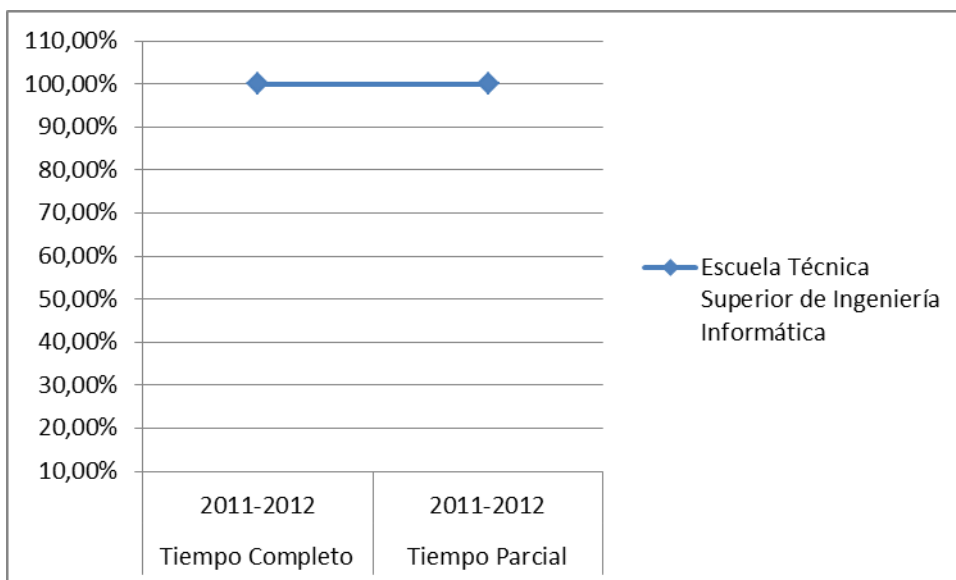 110,00%
100,00%
90,00%
80,00%
70,00%
60,00%
50,00%
40,00%
30,00%
20,00%
10,00%
2011-2012
2011-2012
Tiempo Completo
Tiempo Parcial
Escuela Técnica
Superior de Ingeniería
Informática